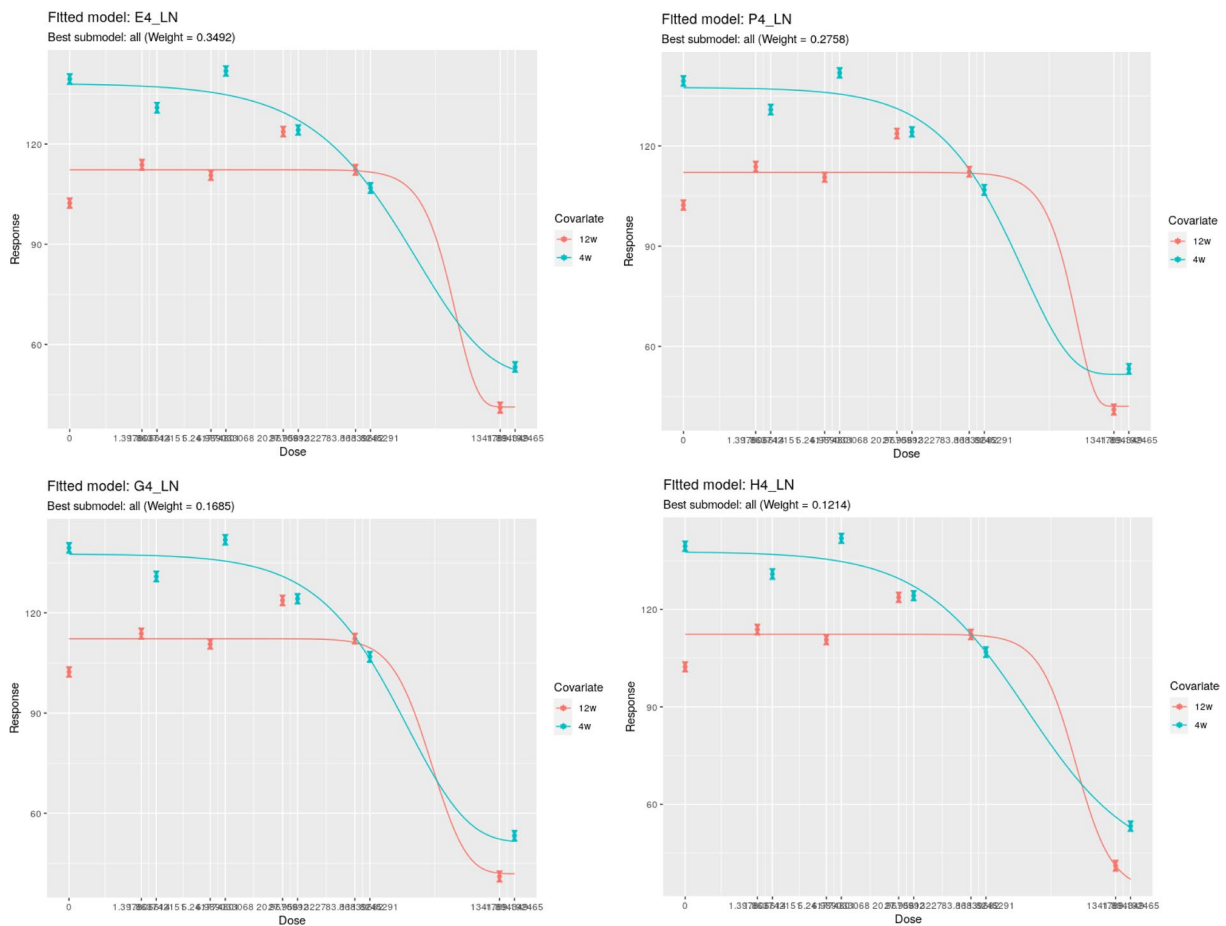 FItted model: E4_LN
Best submodel: all (Weight = 0.3492)
120
90
60
Response
0
Dose
Covariate
12w
4w
FItted model: P4_LN
Best submodel: all (Weight = 0.2758)
120
90
60
Response
0
Dose
Covariate
12w
4w
FItted model: G4_LN
Best submodel: all (Weight = 0.1685)
120
90
60
Response
0
Dose
Covariate
12w
4w
FItted model: H4_LN
Best submodel: all (Weight = 0.1214)
120
90
60
Response
0
Dose
Covariate
12w
4w